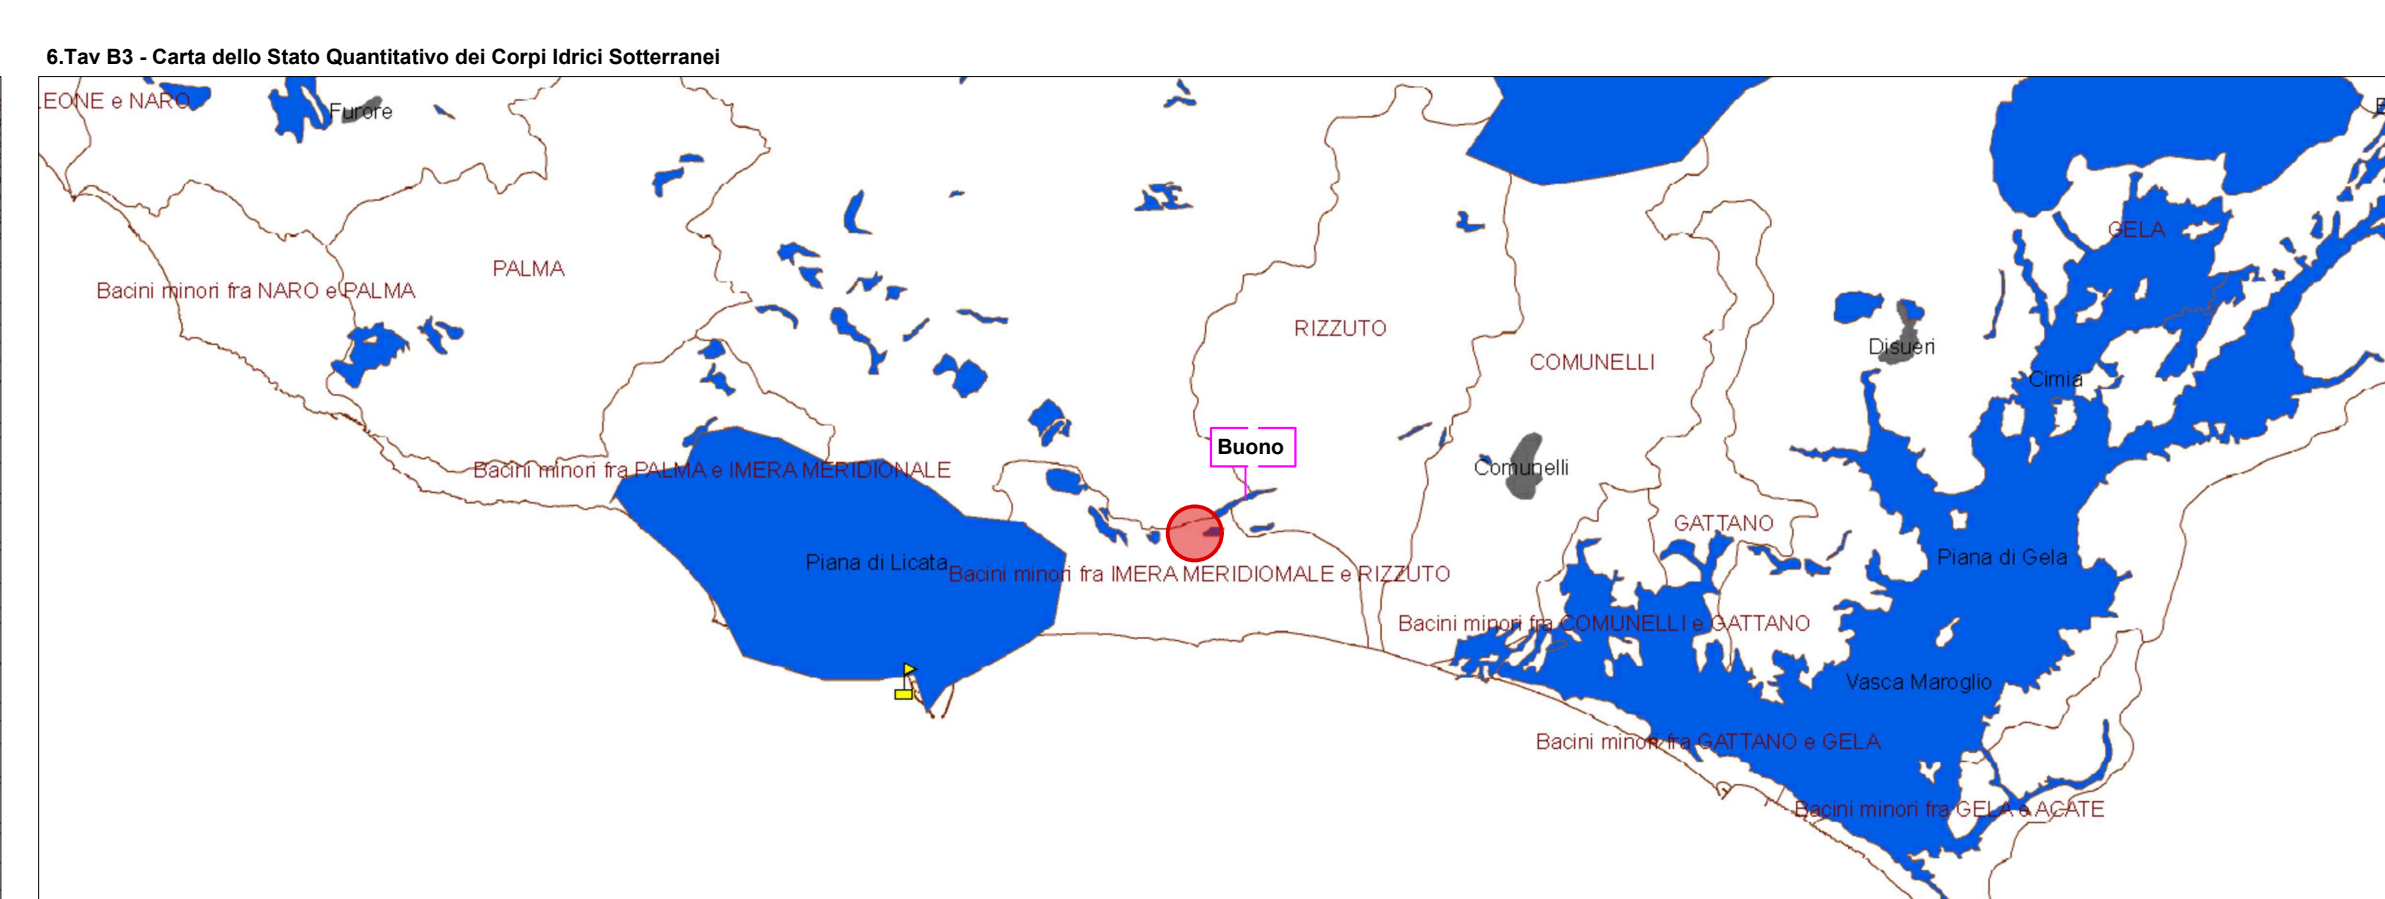 6.Tav B3 - Carta dello Stato Quantitativo dei Corpi Idrici Sotterranei
EONE e NARO
Furore
GELA
PALMA
Bacini minori fra NARO e PALMA
RIZZUTO
Disueri
COMUNELLI
Cimia
Buono
Comunelli
Bacini minori fra PALMA e IMERA MERIDIONALE
GATTANO
Piana di Gela
Piana di Licata
Bacini minori fra IMERA MERIDIOMALE e RIZZUTO
Bacini minori fra COMUNELLI e GATTANO
Vasca Maroglio
Bacini minori fra GATTANO e GELA
Bacini minori fra GELA e ACATE